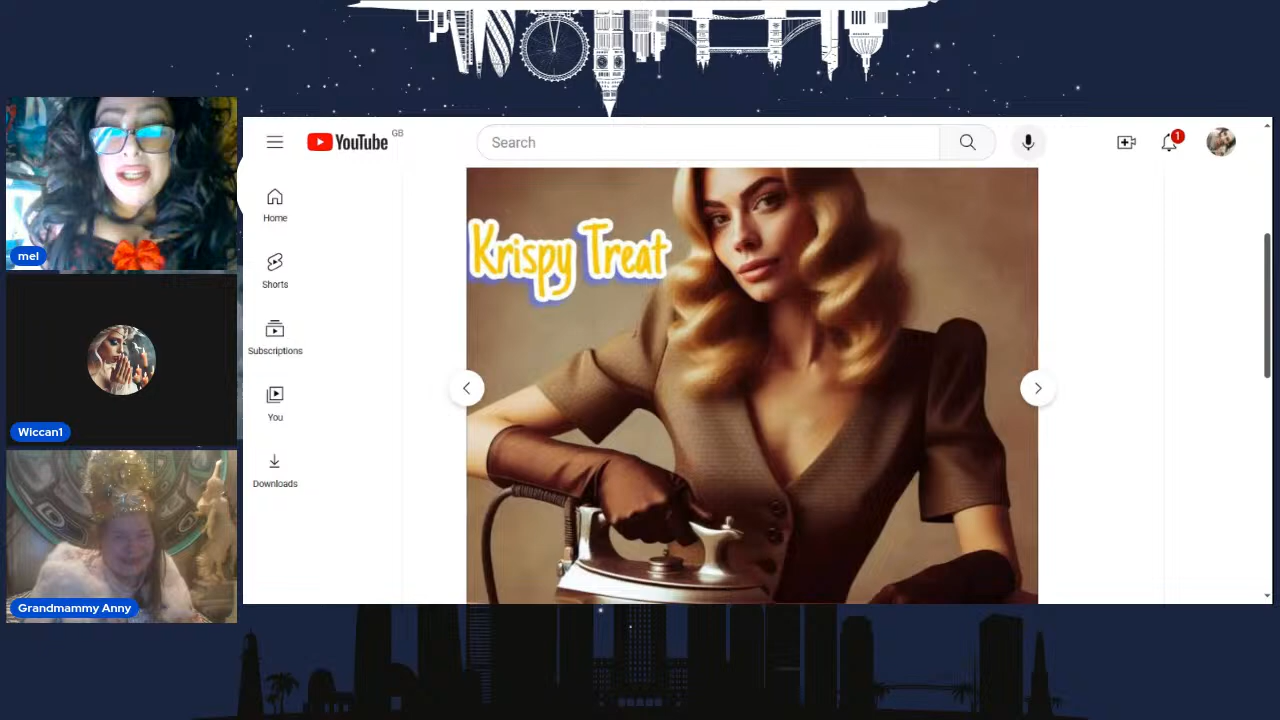 YouTube GB
Search
1
Home
Shorts
Subscriptions
You
Downloads
Krispy Treat
mel
Wiccan1
Grandmammy Anny